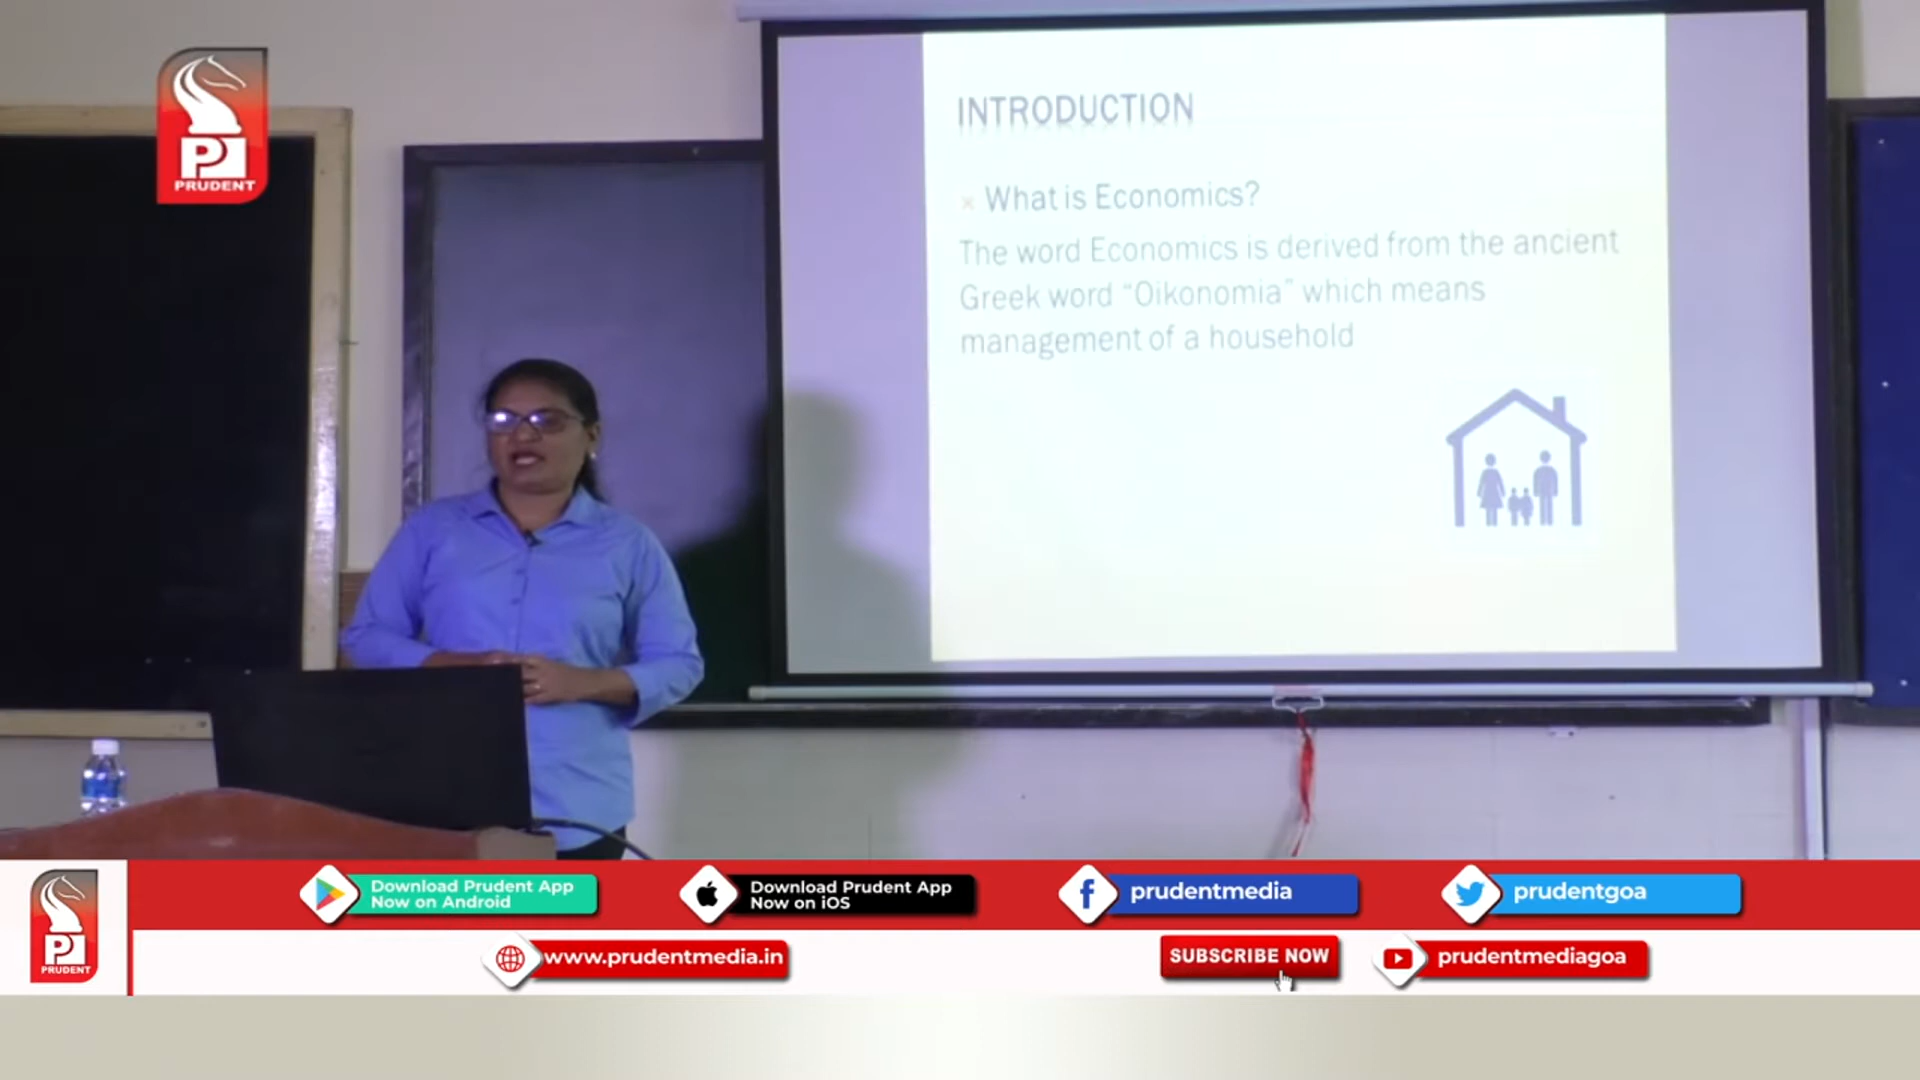 PRUDENT
INTRODUCTION
What is Economics?
The word Economics is derived from the ancient
Greek word "Oikonomia" which means
management of a household
Download Prudent App
Now on Android
Download Prudent App
Now on iOS
prudentmedia
prudentgoa
PRUDENT
www.prudentmedia.in
SUBSCRIBE NOW
prudentmediagoa